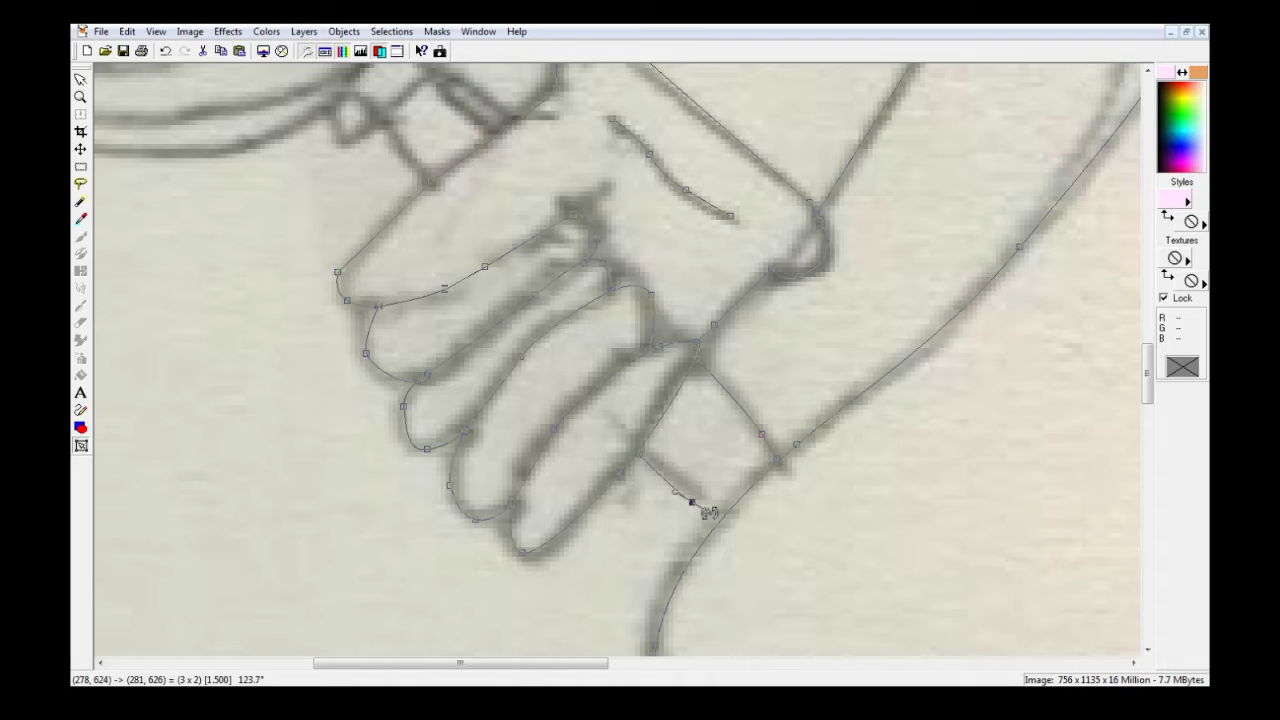 File Edit View Image Effects Colors Layers Objects Selections Masks Window Help
Styles
Textures
Lock
R --
G --
B --
A
(278, 624) -> (281, 626) = (3 x 2) [1.500] 123.7°
Image: 756 x 1135 x 16 Million - 7.7 MBytes